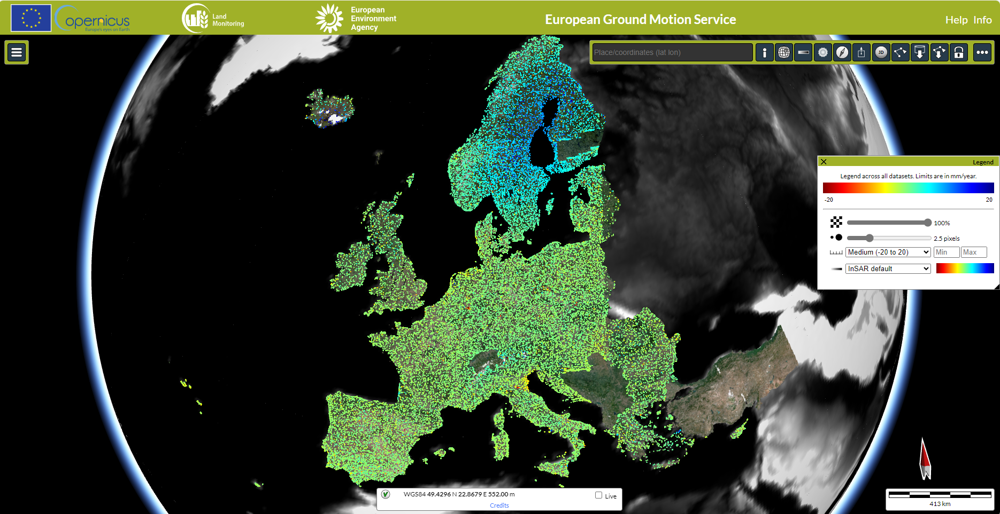 Copernicus
Europe's eyes on Earth
Land
Monitoring
European
Environment
Agency
European Ground Motion Service
Help Info
Place/coordinates (lat lon)
3D
Legend
Legend across all datasets. Limits are in mm/year.
-20 20
100%
2.5 pixels
Medium (-20 to 20) Min Max
InSAR default
WGS84 49.4296 N 22.8679 E 552.00 m Live
Credits
413 km